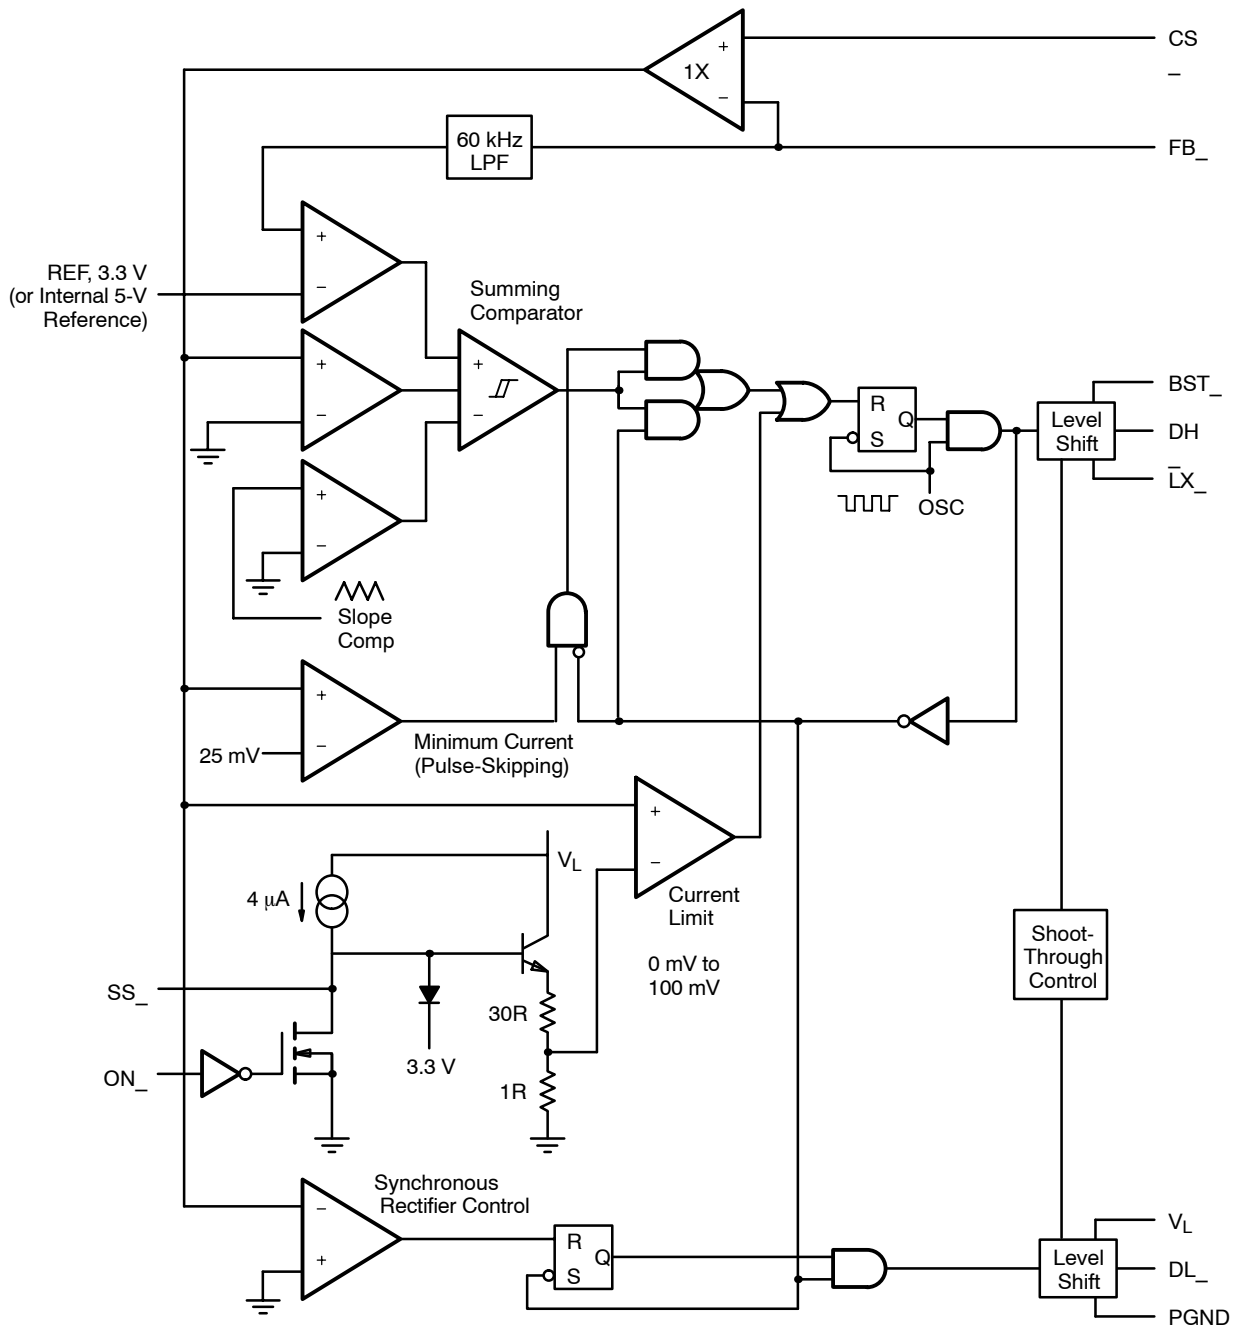 CS
_
+
1X
−
60 kHz
LPF
FB_
+
−
REF, 3.3 V
(or Internal 5-V
Reference)
Summing
Comparator
+
−
+
−
BST_
R
Q
S
Level
Shift
DH
_
LX_
OSC
+
−
Slope
Comp
+
−
25 mV
Minimum Current
(Pulse-Skipping)
+
−
VL
4 μA
Current
Limit
0 mV to
100 mV
Shoot-
Through
Control
SS_
30R
3.3 V
ON_
1R
Synchronous
Rectifier Control
−
+
R
Q
S
VL
Level
Shift
DL_
PGND